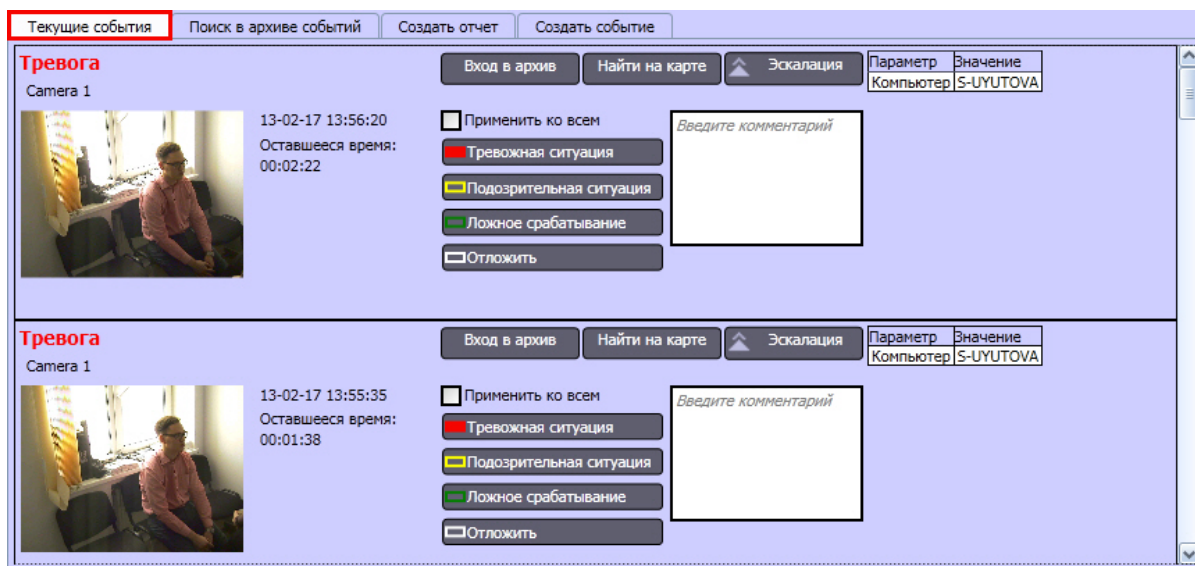 Текущие события Поиск в архиве событий Создать отчет Создать событие
Тревога
Вход в архив Найти на карте Эскалация
Параметр Значение
Компьютер S-UYUTOVA
Camera 1
13-02-17 13:56:20
Оставшееся время:
00:02:22
Применить ко всем
Тревожная ситуация
Подозрительная ситуация
Ложное срабатывание
Отложить
Введите комментарий
Тревога
Вход в архив Найти на карте Эскалация
Параметр Значение
Компьютер S-UYUTOVA
Camera 1
13-02-17 13:55:35
Оставшееся время:
00:01:38
Применить ко всем
Тревожная ситуация
Подозрительная ситуация
Ложное срабатывание
Отложить
Введите комментарий